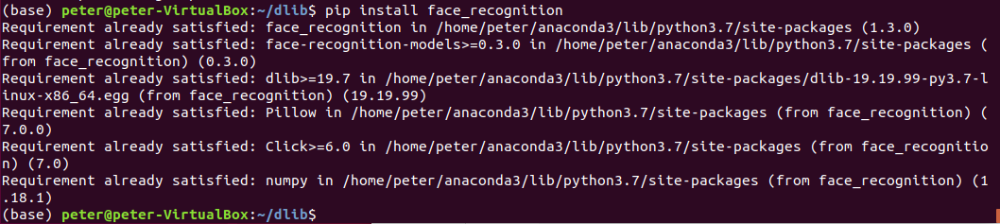 (base) peter@peter-VirtualBox:~/dlib$ pip install face_recognition
Requirement already satisfied: face_recognition in /home/peter/anaconda3/lib/python3.7/site-packages (1.3.0)
Requirement already satisfied: face-recognition-models>=0.3.0 in /home/peter/anaconda3/lib/python3.7/site-packages (
from face_recognition) (0.3.0)
Requirement already satisfied: dlib>=19.7 in /home/peter/anaconda3/lib/python3.7/site-packages/dlib-19.19.99-py3.7-l
inux-x86_64.egg (from face_recognition) (19.19.99)
Requirement already satisfied: Pillow in /home/peter/anaconda3/lib/python3.7/site-packages (from face_recognition) (
7.0.0)
Requirement already satisfied: Click>=6.0 in /home/peter/anaconda3/lib/python3.7/site-packages (from face_recognitio
n) (7.0)
Requirement already satisfied: numpy in /home/peter/anaconda3/lib/python3.7/site-packages (from face_recognition) (1
.18.1)
(base) peter@peter-VirtualBox:~/dlib$